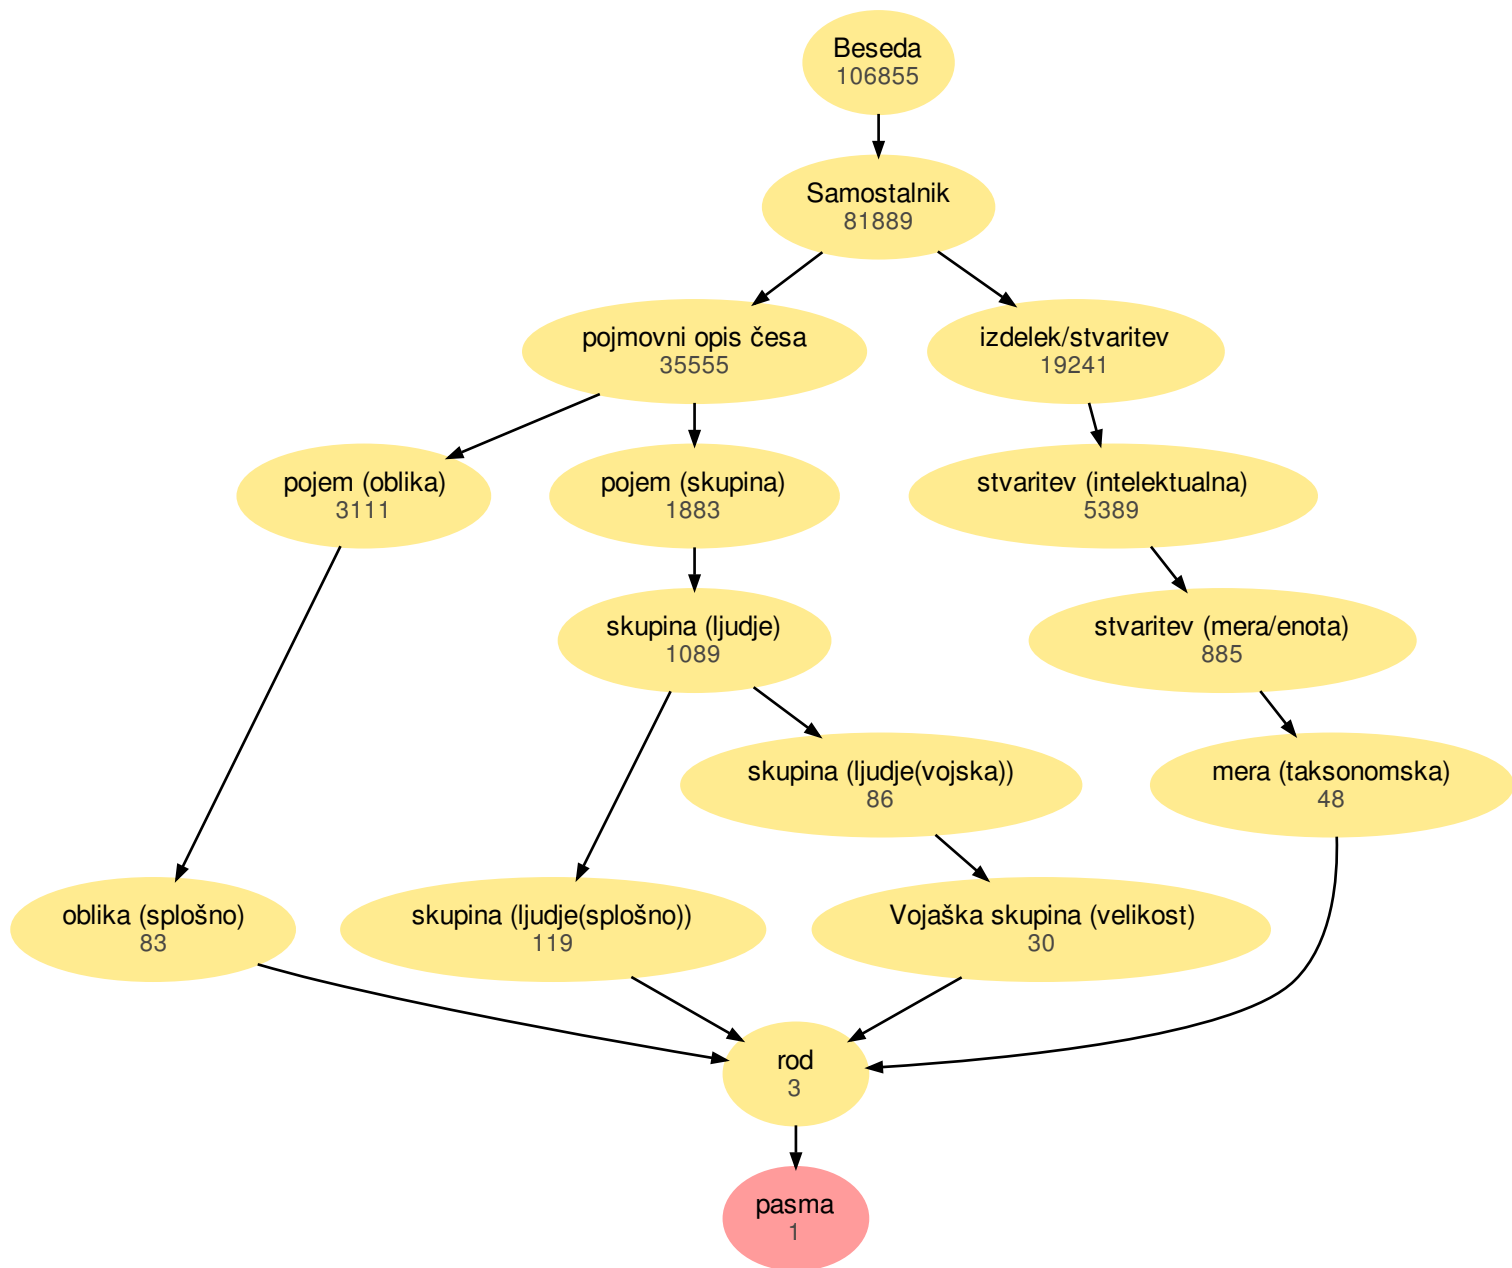 Beseda
106855
Samostalnik
81889
pojmovni opis česa
35555
izdelek/stvaritev
19241
pojem (oblika)
3111
pojem (skupina)
1883
stvaritev (intelektualna)
5389
skupina (ljudje)
1089
stvaritev (mera/enota)
885
skupina (ljudje(vojska))
86
mera (taksonomska)
48
oblika (splošno)
83
skupina (ljudje(splošno))
119
Vojaška skupina (velikost)
30
rod
3
pasma
1